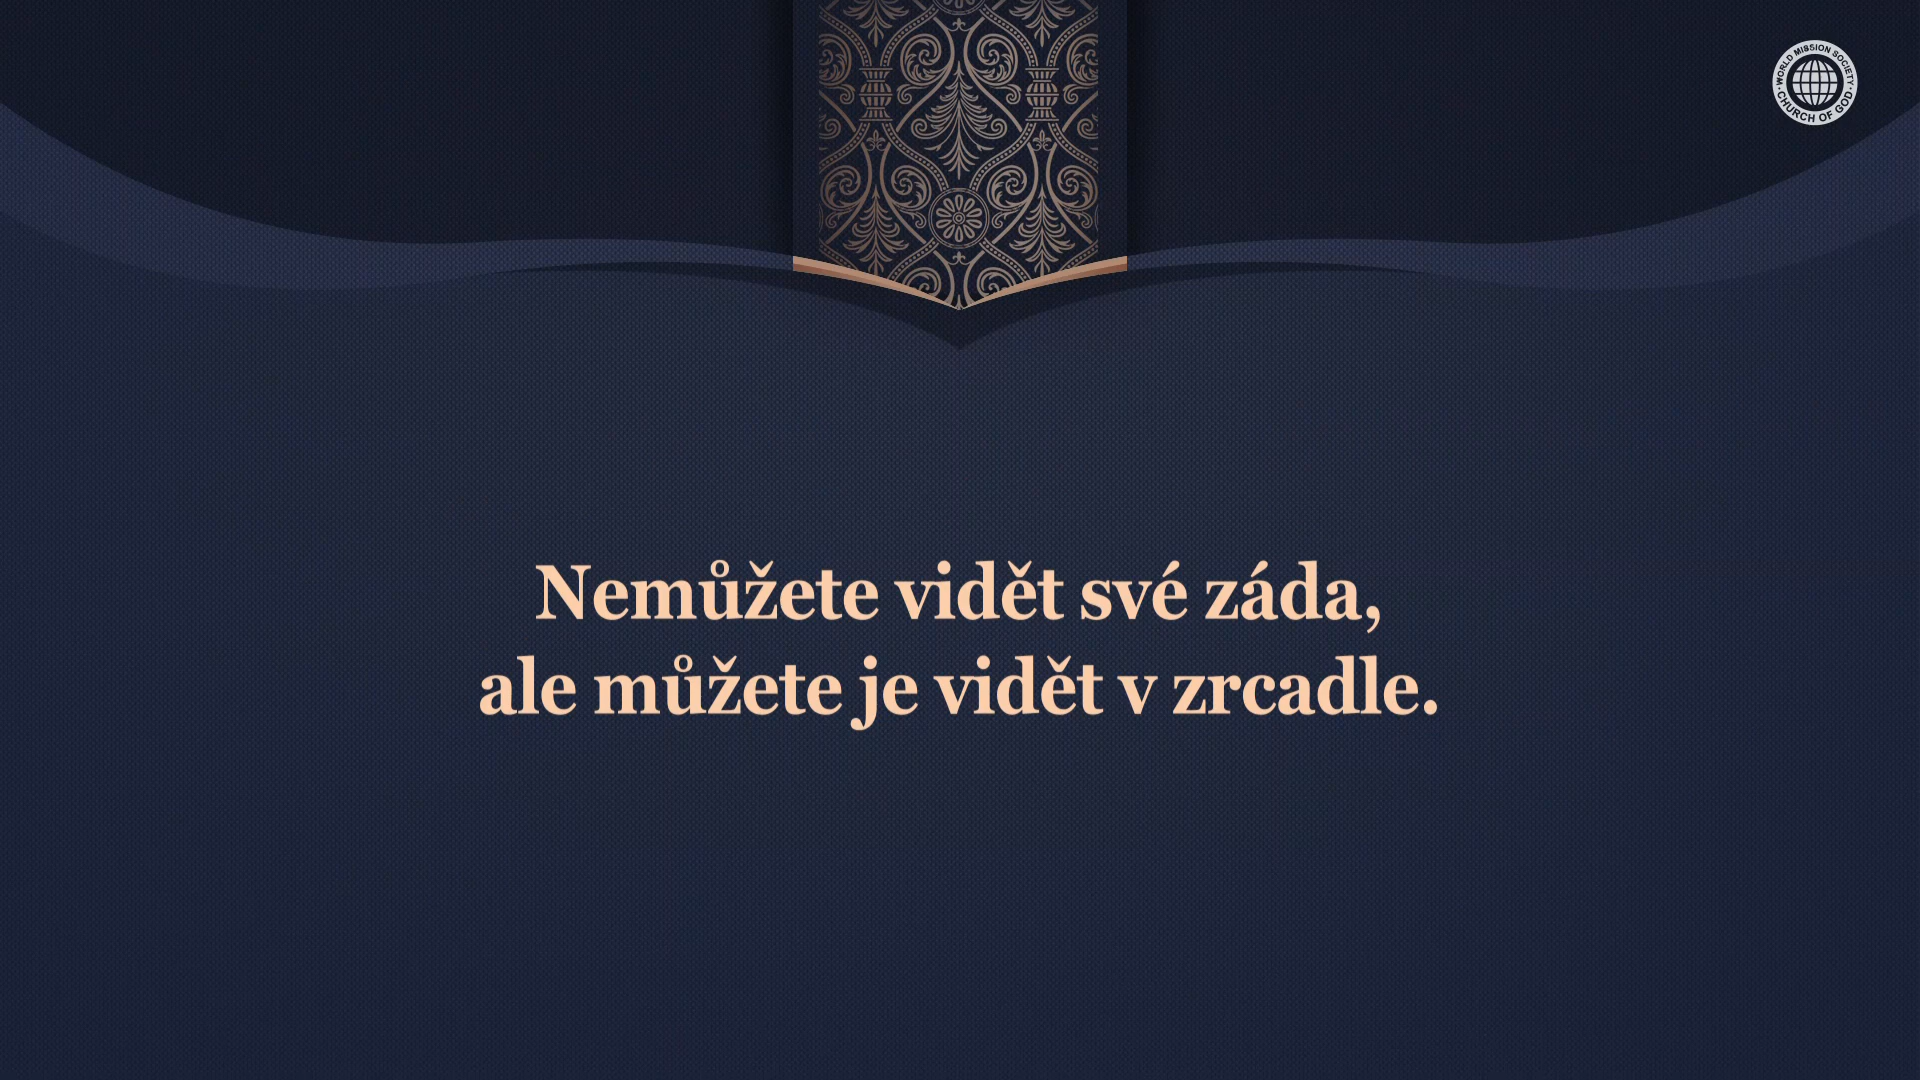 WORLD MISSION SOCIETY
CHURCH OF GOD
Nemůžete vidět své záda,
ale můžete je vidět v zrcadle.